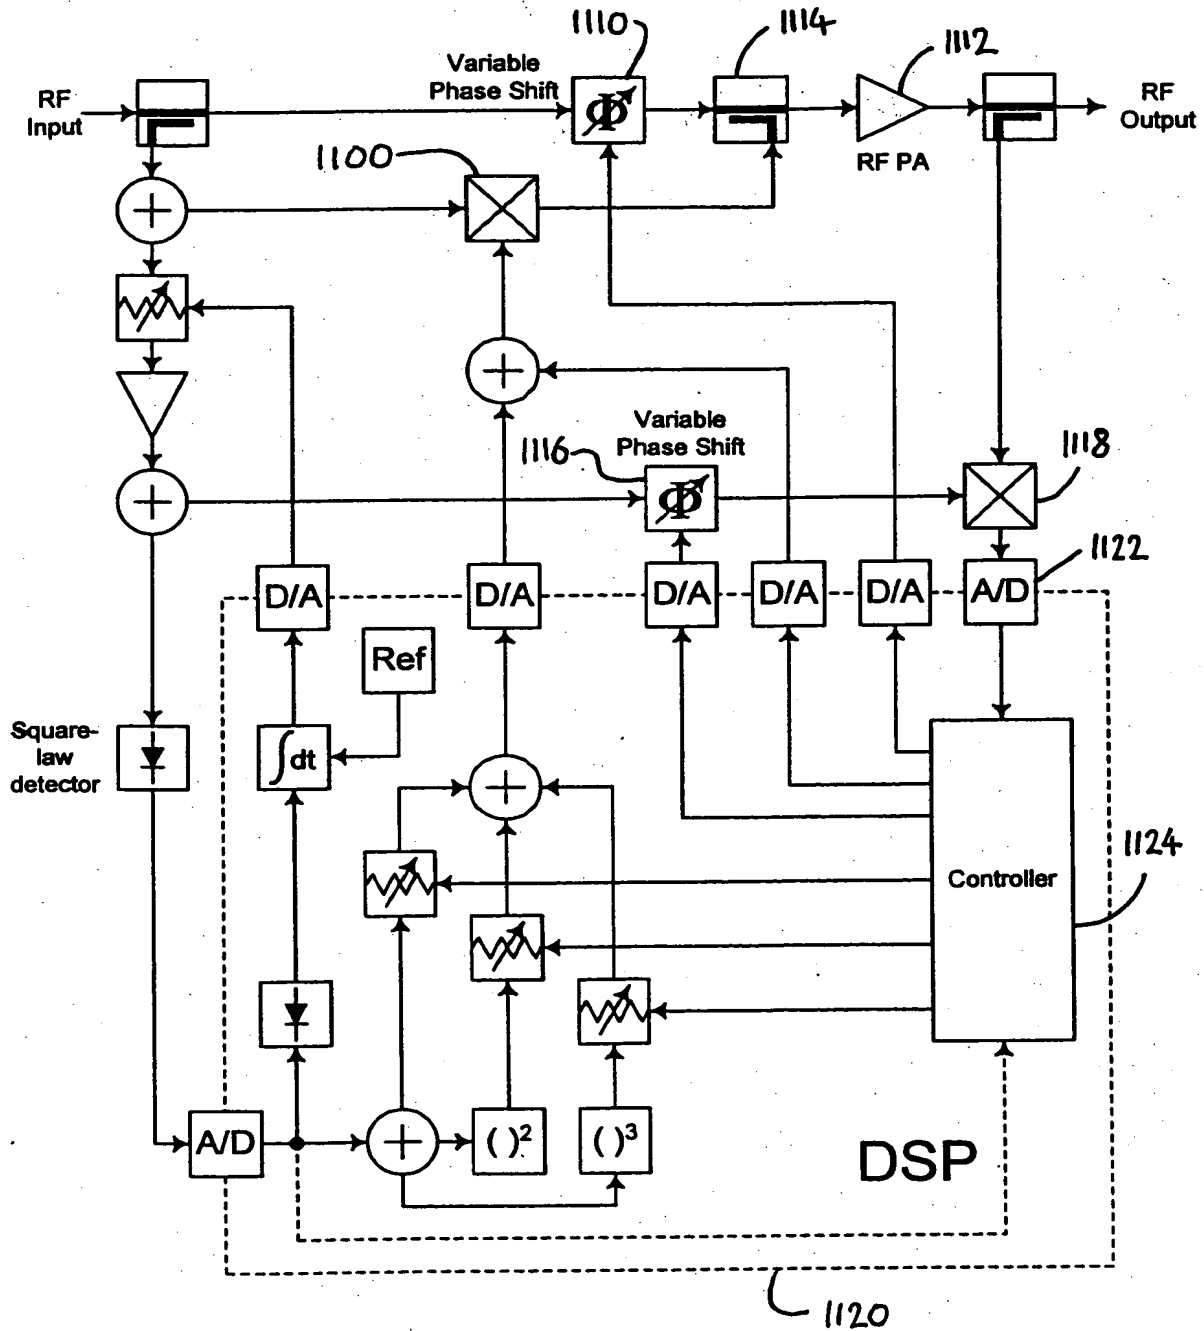 1110
1114
1112
Variable
Phase Shift
RF
Input
Φ
RF
Output
RF PA
1100
+
+
Variable
Phase Shift
1116
Φ
1118
+
1122
D/A
D/A
D/A
D/A
D/A
A/D
Ref
Square-
law
detector
∫dt
+
Controller
1124
A/D
+
( )²
( )³
DSP
1120